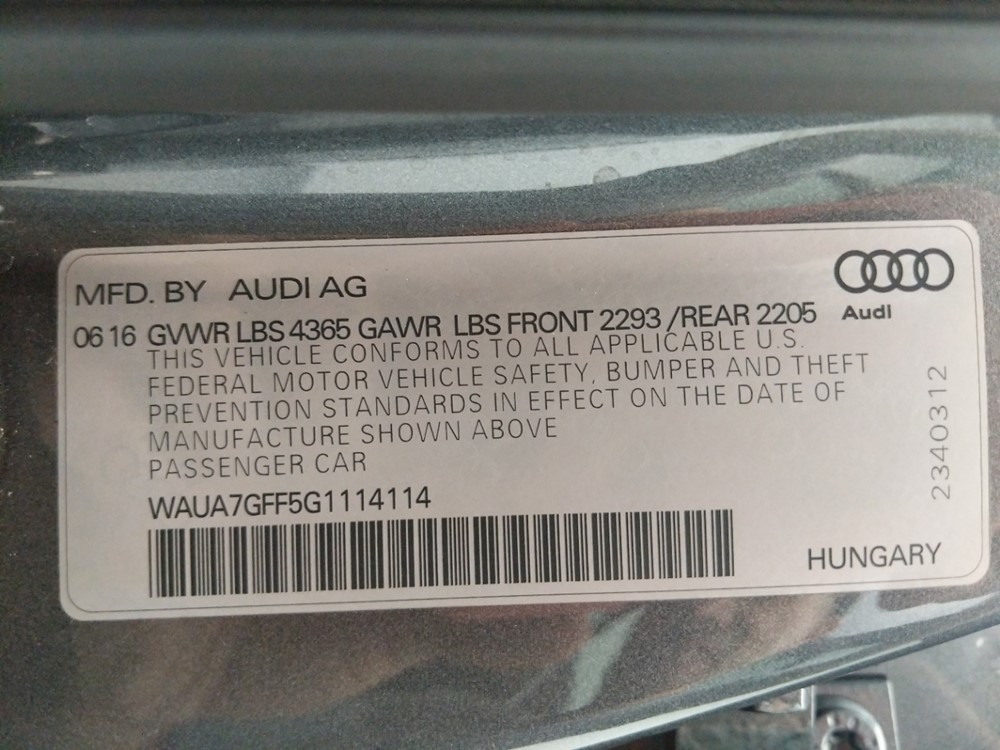 MFD. BY AUDI AG
Audi
06 16 GVWR LBS 4365 GAWR LBS FRONT 2293 /REAR 2205
THIS VEHICLE CONFORMS TO ALL APPLICABLE U.S.
FEDERAL MOTOR VEHICLE SAFETY, BUMPER AND THEFT
PREVENTION STANDARDS IN EFFECT ON THE DATE OF
MANUFACTURE SHOWN ABOVE
PASSENGER CAR
WAUA7GFF5G1114114
HUNGARY
2340312